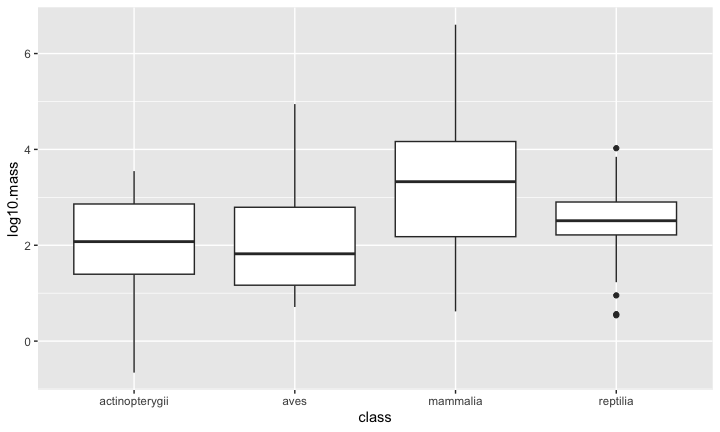 log10.mass
6
4
2
0
actinopterygii
aves
mammalia
reptilia
class